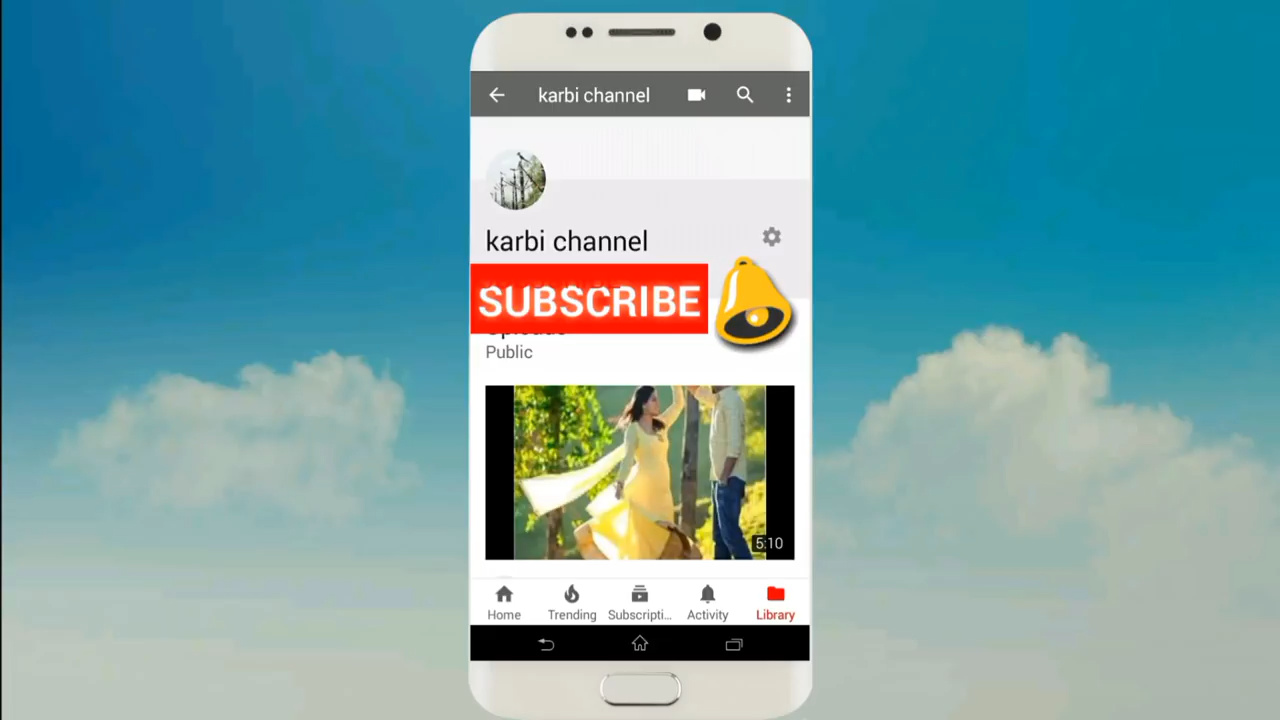 karbi channel
karbi channel
SUBSCRIBE
Public
5:10
Home Trending Subscripti... Activity Library